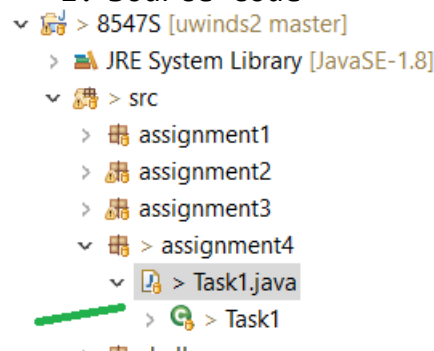 > 8547S [uwinds2 master]
> JRE System Library [JavaSE-1.8]
> src
> assignment1
> assignment2
> assignment3
> assignment4
> Task1.java
> > Task1